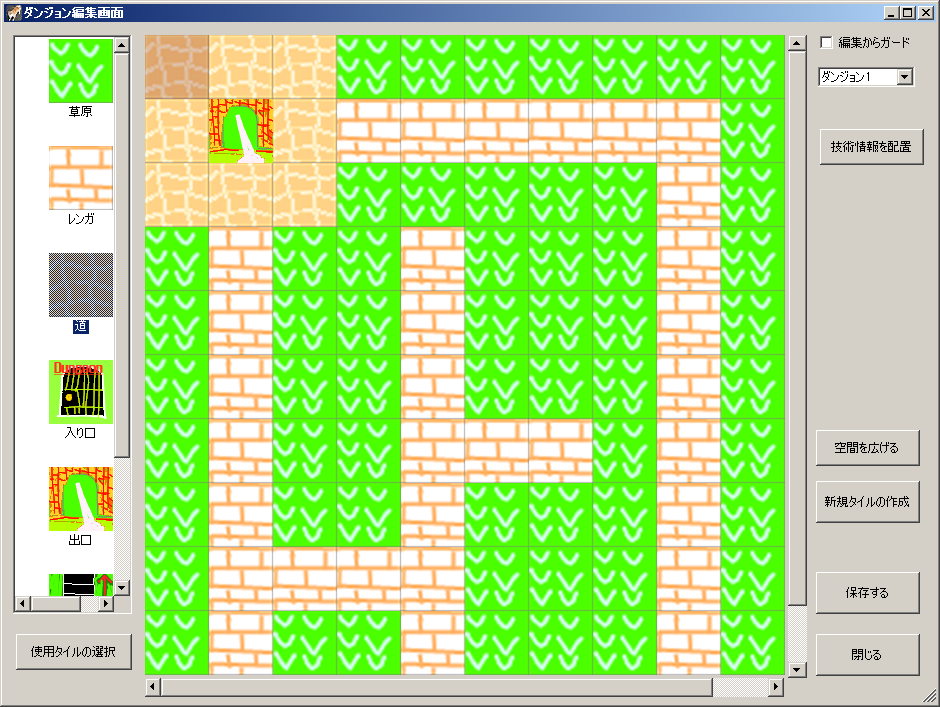 ダンジョン編集画面
草原
レンガ
道
Dungeon
入り口
出口
使用タイルの選択
編集からガード
ダンジョン1
技術情報を配置
空間を広げる
新規タイルの作成
保存する
閉じる